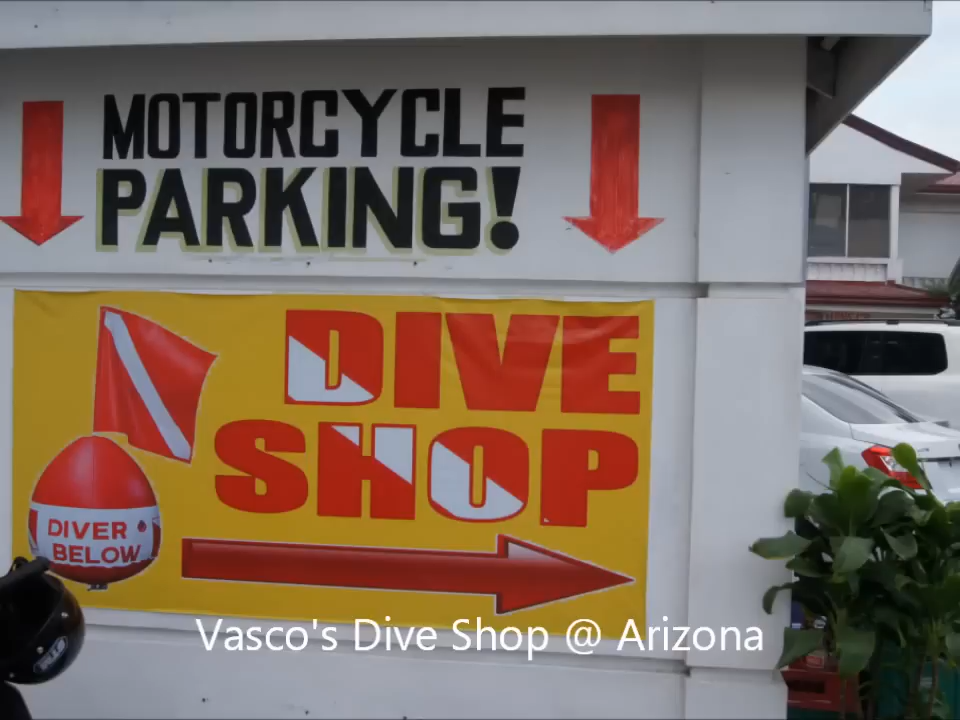 MOTORCYCLE
PARKING!
DIVE
SHOP
DIVER
BELOW
Vasco's Dive Shop @ Arizona